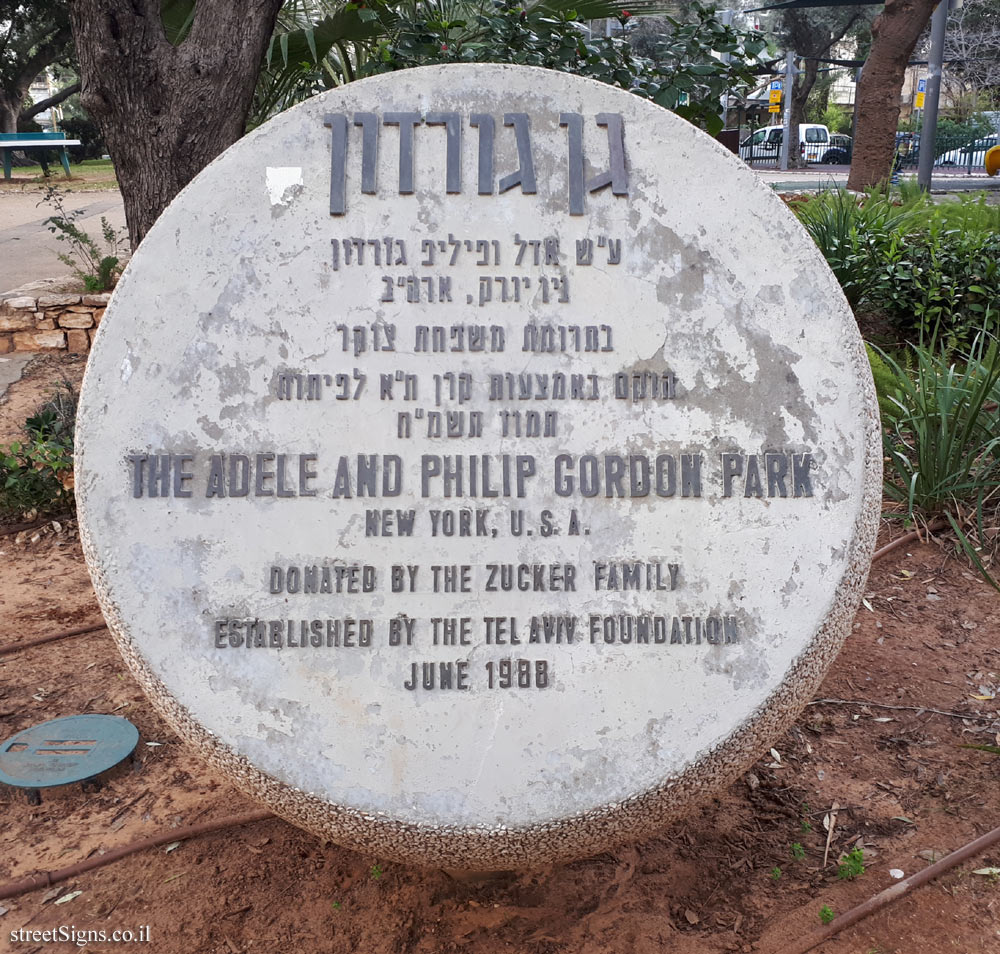 גן גורדון
ע"ש אדל ופיליפ גורדון
ניו יורק, ארה"ב
בתרומת משפחת צוקר
הוקם באמצעות קרן ת"א לפיתוח
תמוז תשמ"ח
THE ADELE AND PHILIP GORDON PARK
NEW YORK, U.S.A.
DONATED BY THE ZUCKER FAMILY
ESTABLISHED BY THE TEL AVIV FOUNDATION
JUNE 1988
streetSigns.co.il